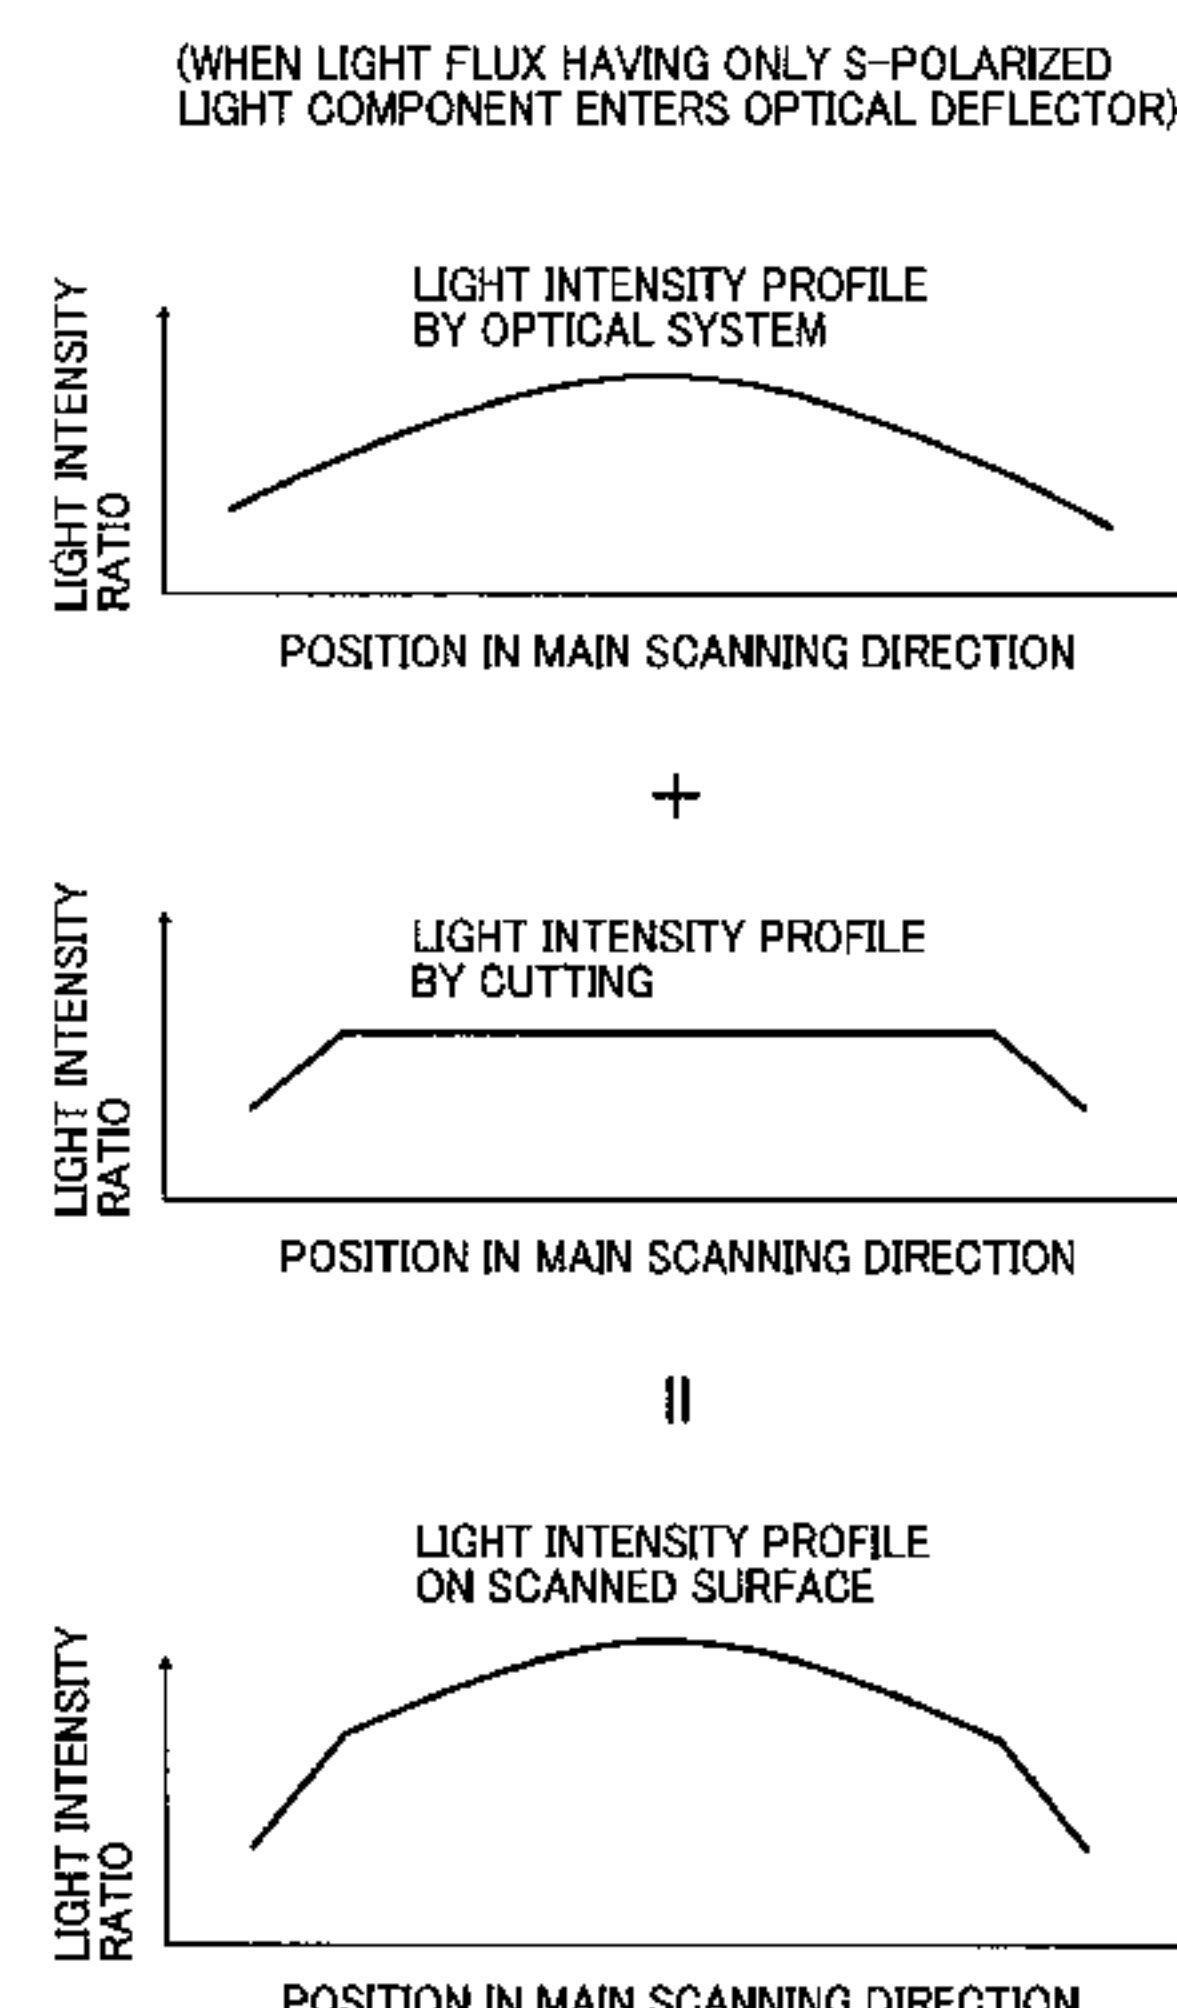 (WHEN LIGHT FLUX HAVING ONLY S-POLARIZED
LIGHT COMPONENT ENTERS OPTICAL DEFLECTOR)
LIGHT INTENSITY PROFILE
BY OPTICAL SYSTEM
LIGHT INTENSITY
RATIO
POSITION IN MAIN SCANNING DIRECTION
+
LIGHT INTENSITY PROFILE
BY CUTTING
LIGHT INTENSITY
RATIO
POSITION IN MAIN SCANNING DIRECTION
=
LIGHT INTENSITY PROFILE
ON SCANNED SURFACE
LIGHT INTENSITY
RATIO
POSITION IN MAIN SCANNING DIRECTION